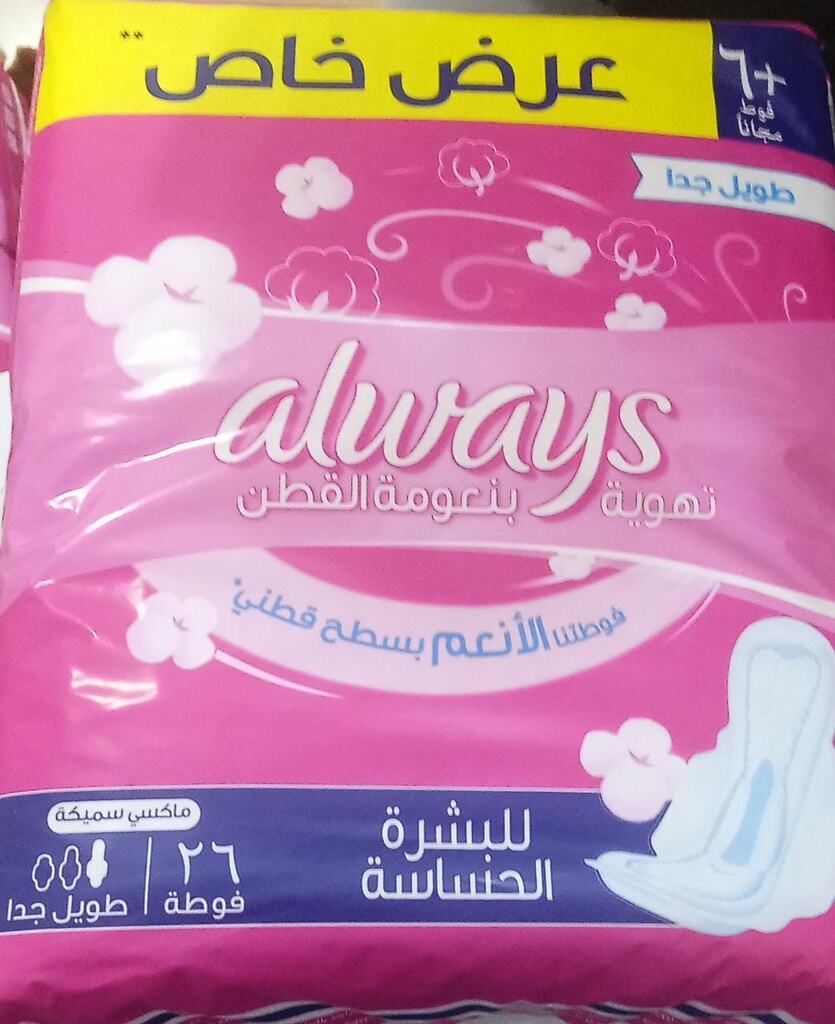 عرض خاص**
+٦
فوط
مجاناً
طويل جدا
always
تهوية بنعومة القطن
فوطتنا الأنعم بسطح قطني*
ماكسي سميكة
٢٦
فوطة
طويل جدا
للبشرة
الحساسة